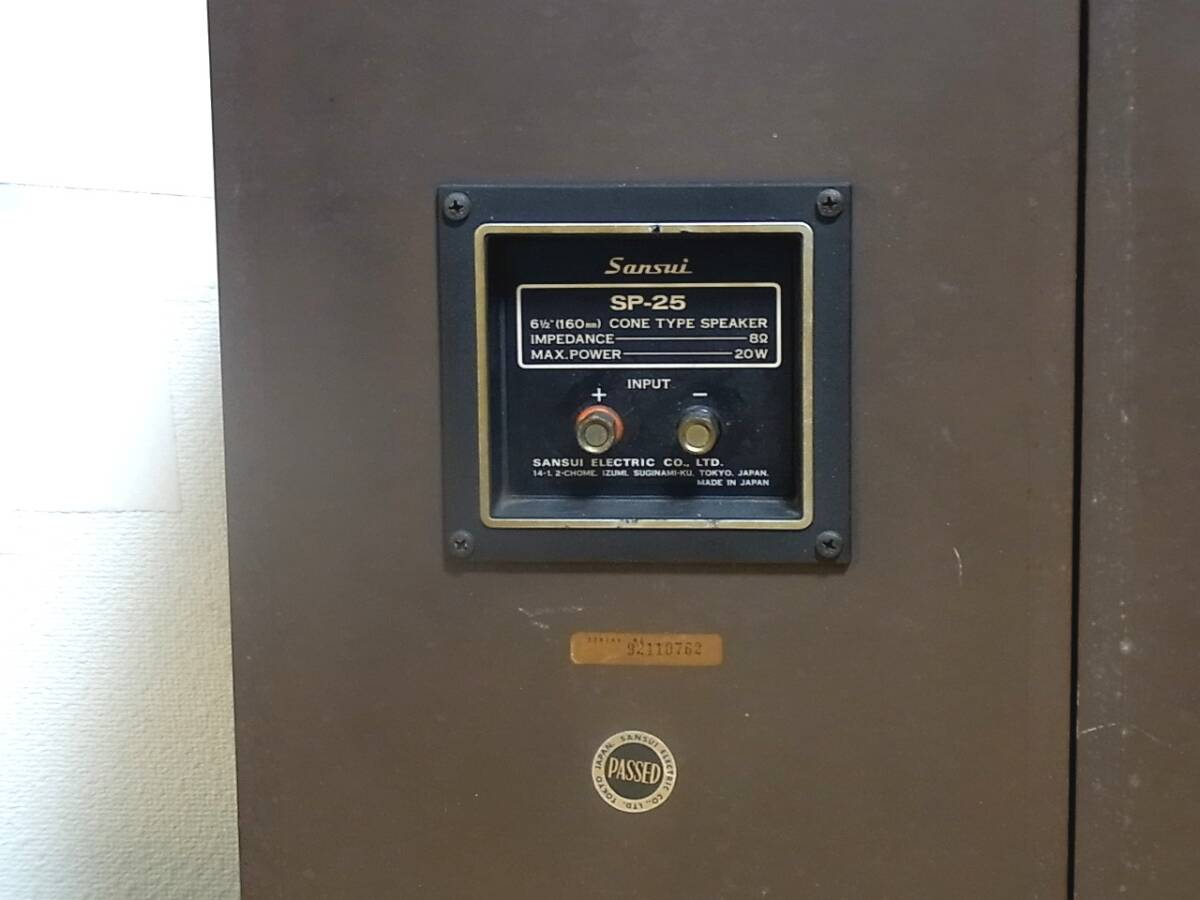 Sansui
SP-25
6½"(160mm) CONE TYPE SPEAKER
IMPEDANCE 8Ω
MAX.POWER 20W
INPUT
+ −
SANSUI ELECTRIC CO., LTD.
14-1, 2-CHOME, IZUMI, SUGINAMI-KU, TOKYO, JAPAN.
MADE IN JAPAN
SERIAL NO.
92110762
SANSUI ELECTRIC CO., LTD. TOKYO JAPAN.
PASSED